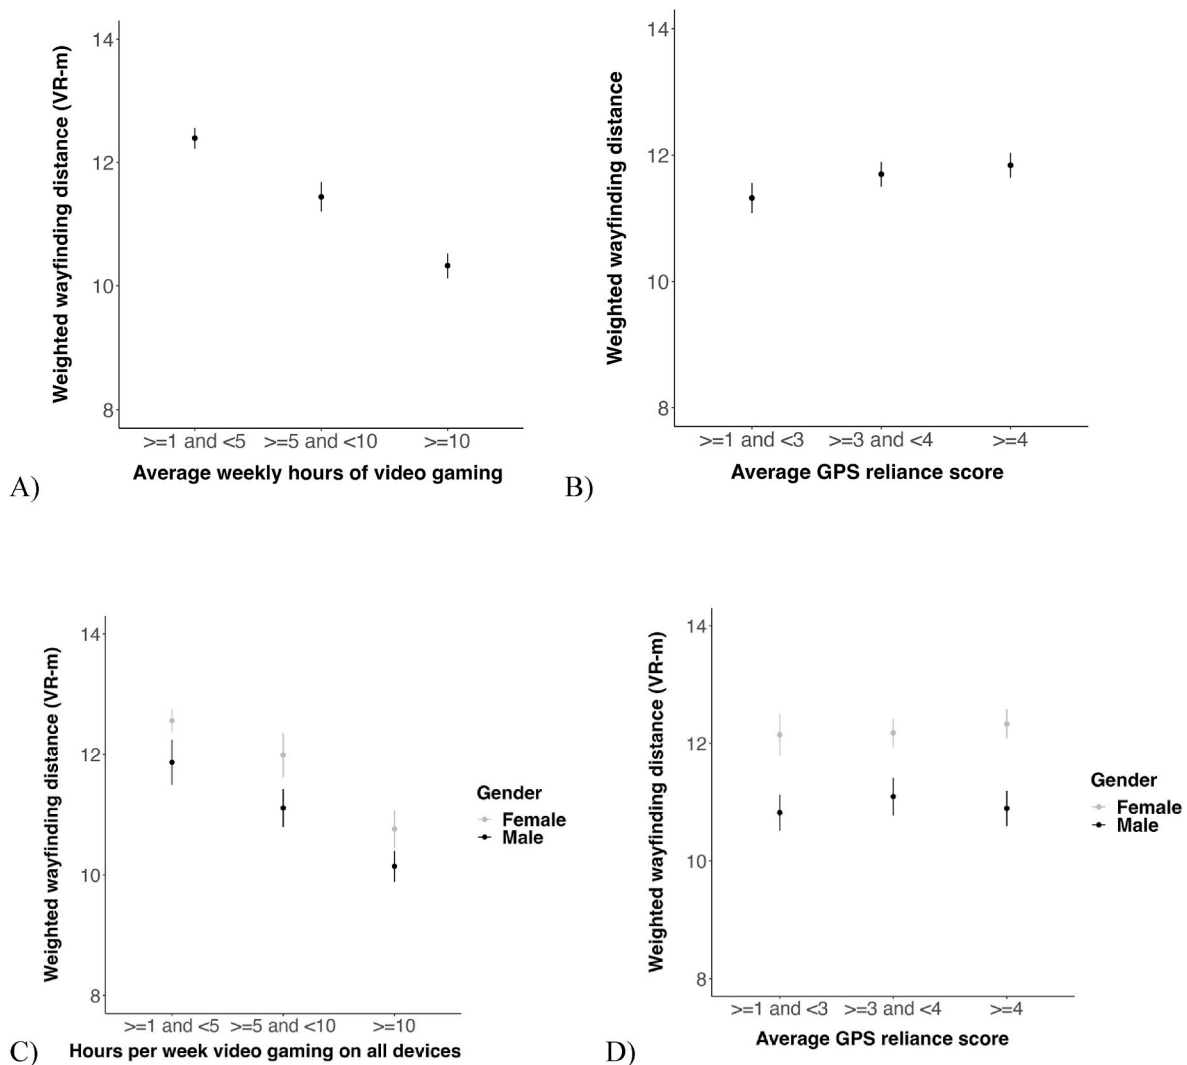 Weighted wayfinding distance (VR-m)
14
12
10
8
>=1 and <5 >=5 and <10 >=10
Average weekly hours of video gaming
A)
Weighted wayfinding distance
14
12
10
8
>=1 and <3 >=3 and <4 >=4
Average GPS reliance score
B)
Weighted wayfinding distance (VR-m)
14
12
10
8
>=1 and <5 >=5 and <10 >=10
Hours per week video gaming on all devices
Gender
Female
Male
C)
Weighted wayfinding distance (VR-m)
14
12
10
8
>=1 and <3 >=3 and <4 >=4
Average GPS reliance score
Gender
Female
Male
D)